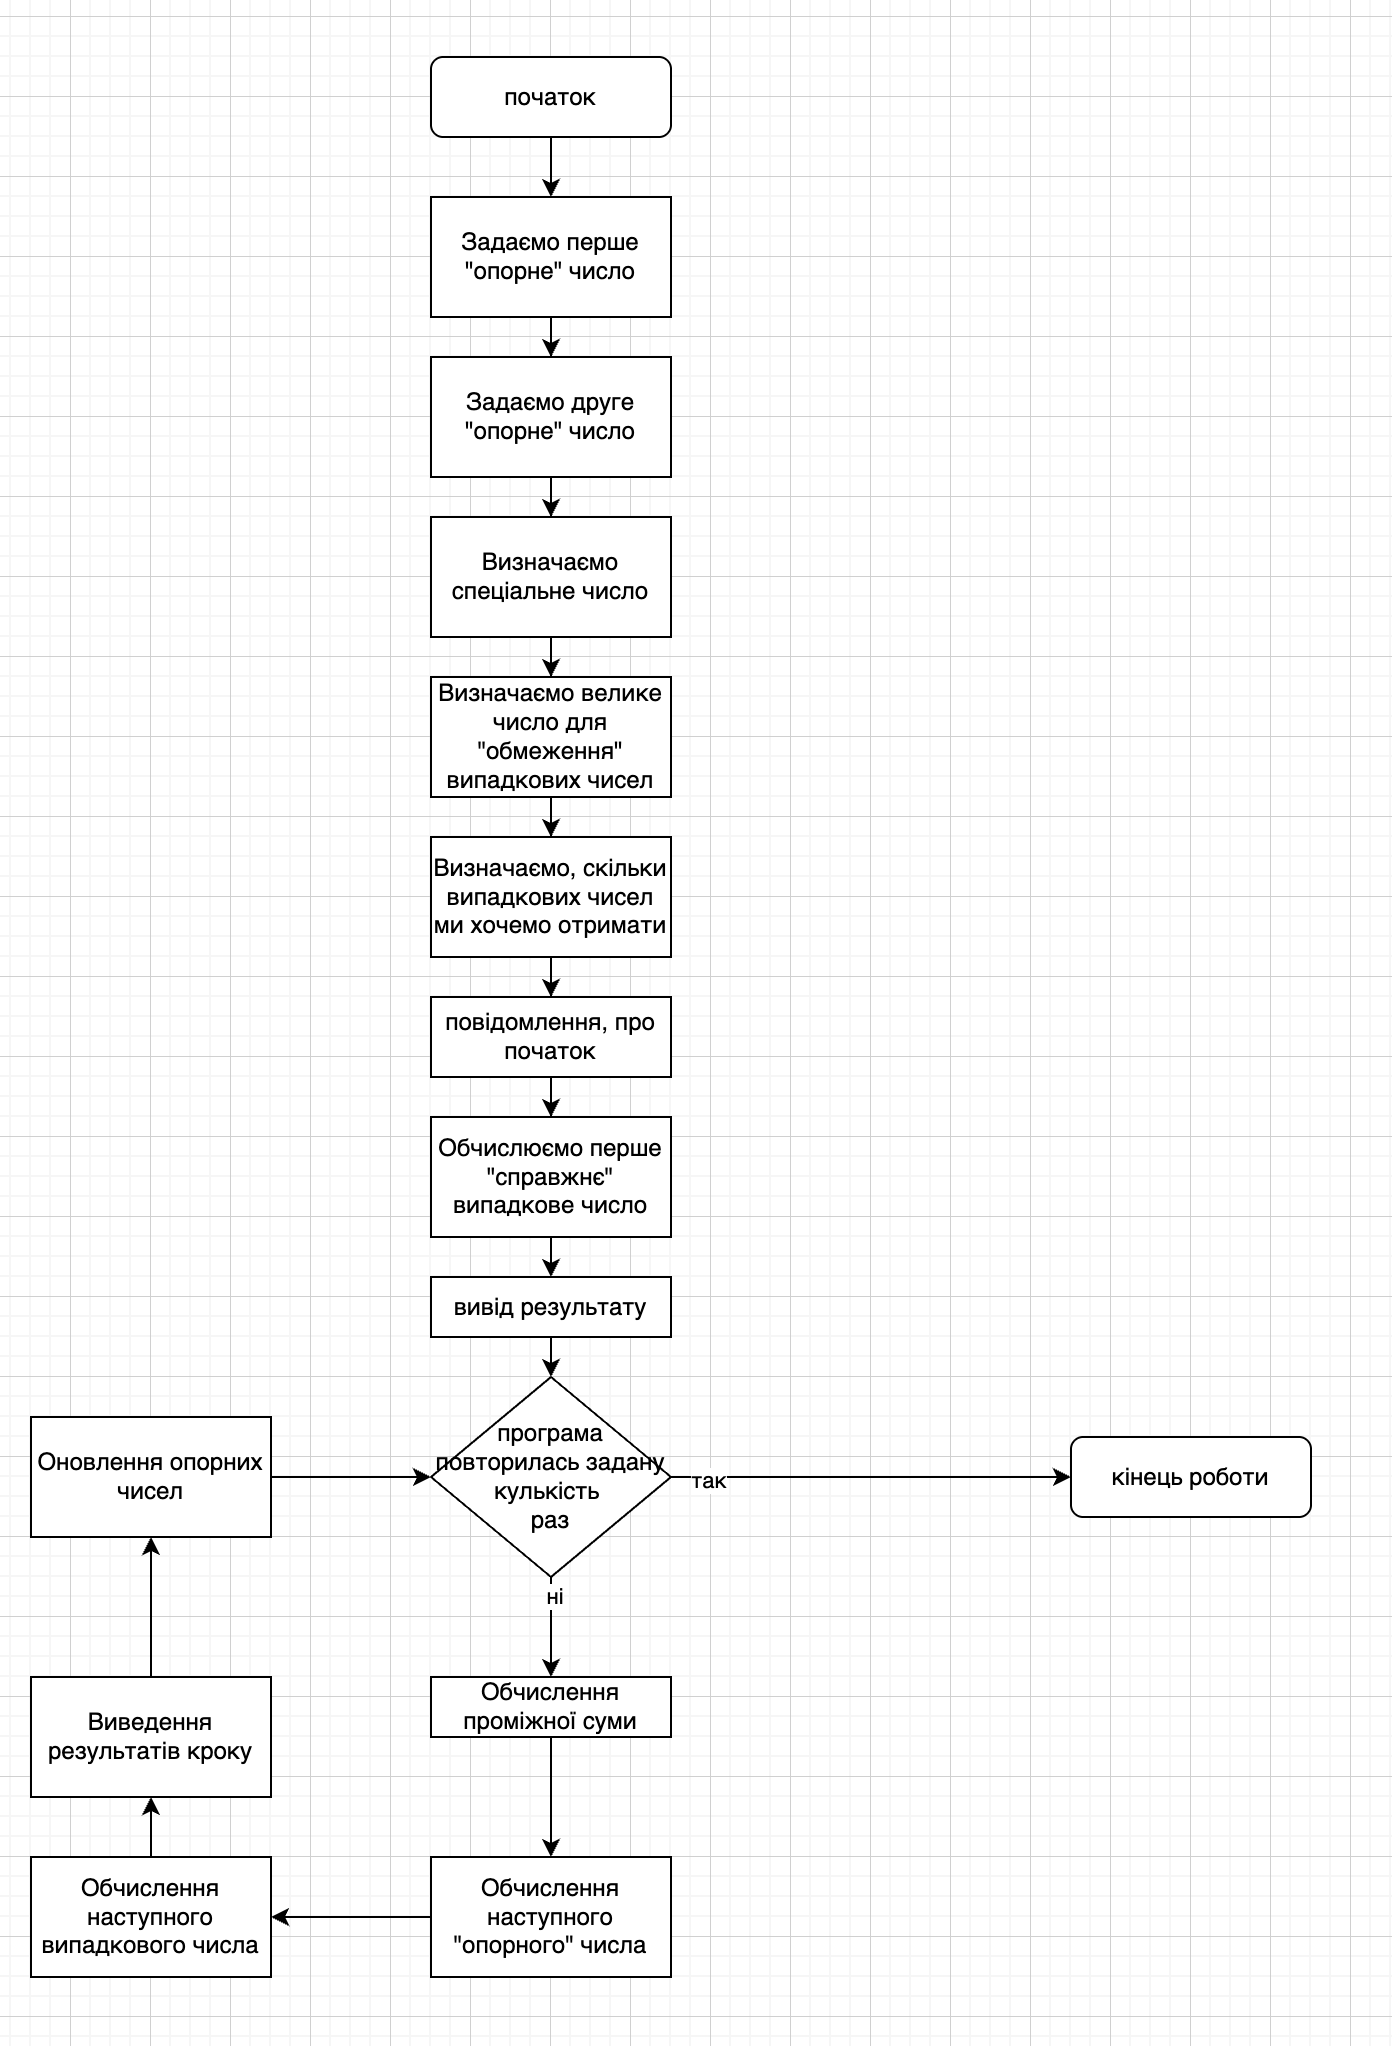 початок
Задаємо перше
"опорне" число
Задаємо друге
"опорне" число
Визначаємо
спеціальне число
Визначаємо велике
число для
"обмеження"
випадкових чисел
Визначаємо, скільки
випадкових чисел
ми хочемо отримати
повідомлення, про
початок
Обчислюємо перше
"справжнє"
випадкове число
вивід результату
програма
повторилась задану
кулькість
раз
так
кінець роботи
ні
Обчислення
проміжної суми
Обчислення
наступного
"опорного" числа
Обчислення
наступного
випадкового числа
Виведення
результатів кроку
Оновлення опорних
чисел